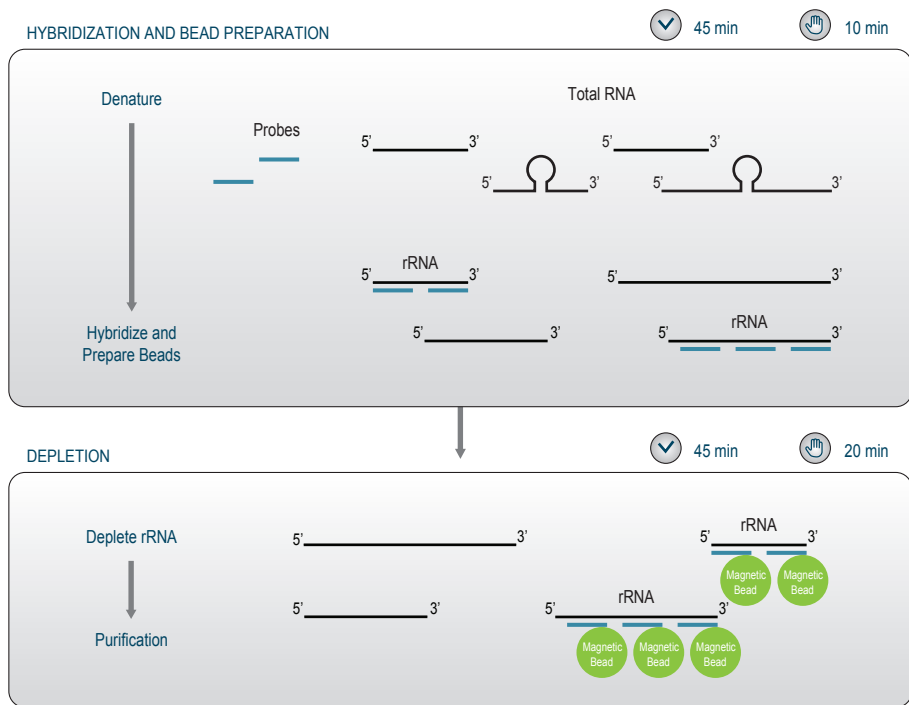 HYBRIDIZATION AND BEAD PREPARATION
45 min
10 min
Denature
Total RNA
Probes
5’ 3’
5’ 3’
5’ 3’
5’ 3’
rRNA
5’ 3’
5’ 3’
Hybridize and
Prepare Beads
5’ 3’
rRNA
5’ 3’
DEPLETION
45 min
20 min
Deplete rRNA
5’ 3’
rRNA
5’ 3’
Magnetic
Bead
Magnetic
Bead
Purification
5’ 3’
rRNA
5’ 3’
Magnetic
Bead
Magnetic
Bead
Magnetic
Bead